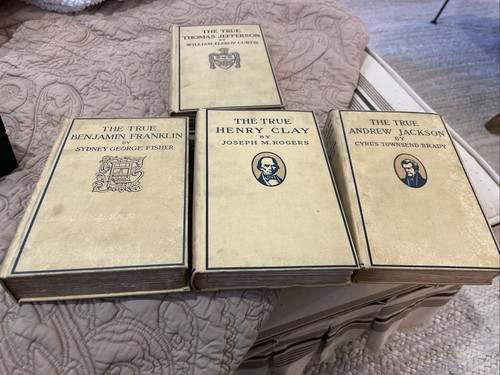 THE TRUE
THOMAS JEFFERSON
BY
WILLIAM ELEROY CURTIS
THE TRUE
BENJAMIN FRANKLIN
BY
SYDNEY GEORGE FISHER
THE TRUE
HENRY CLAY
BY
JOSEPH M. ROGERS
THE TRUE
ANDREW JACKSON
BY
CYRUS TOWNSEND BRADY